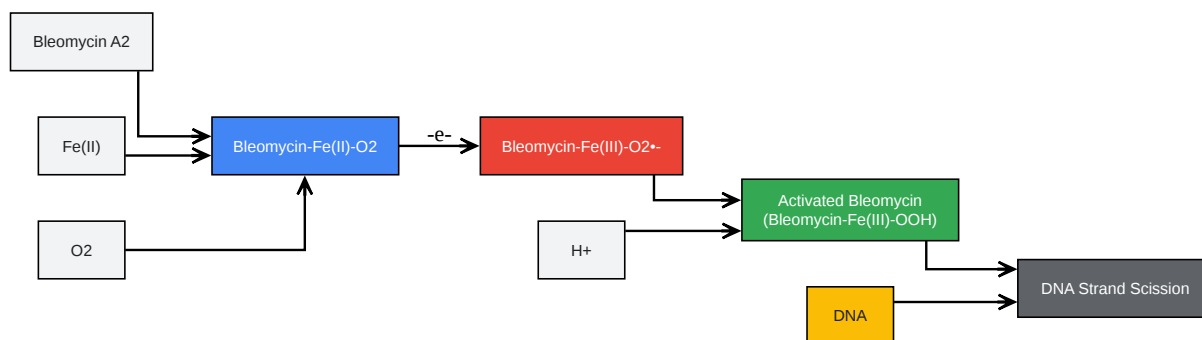 Bleomycin A2
Fe(II)
Bleomycin-Fe(II)-O2
-e-
Bleomycin-Fe(III)-O2•-
O2
H+
Activated Bleomycin
(Bleomycin-Fe(III)-OOH)
DNA
DNA Strand Scission